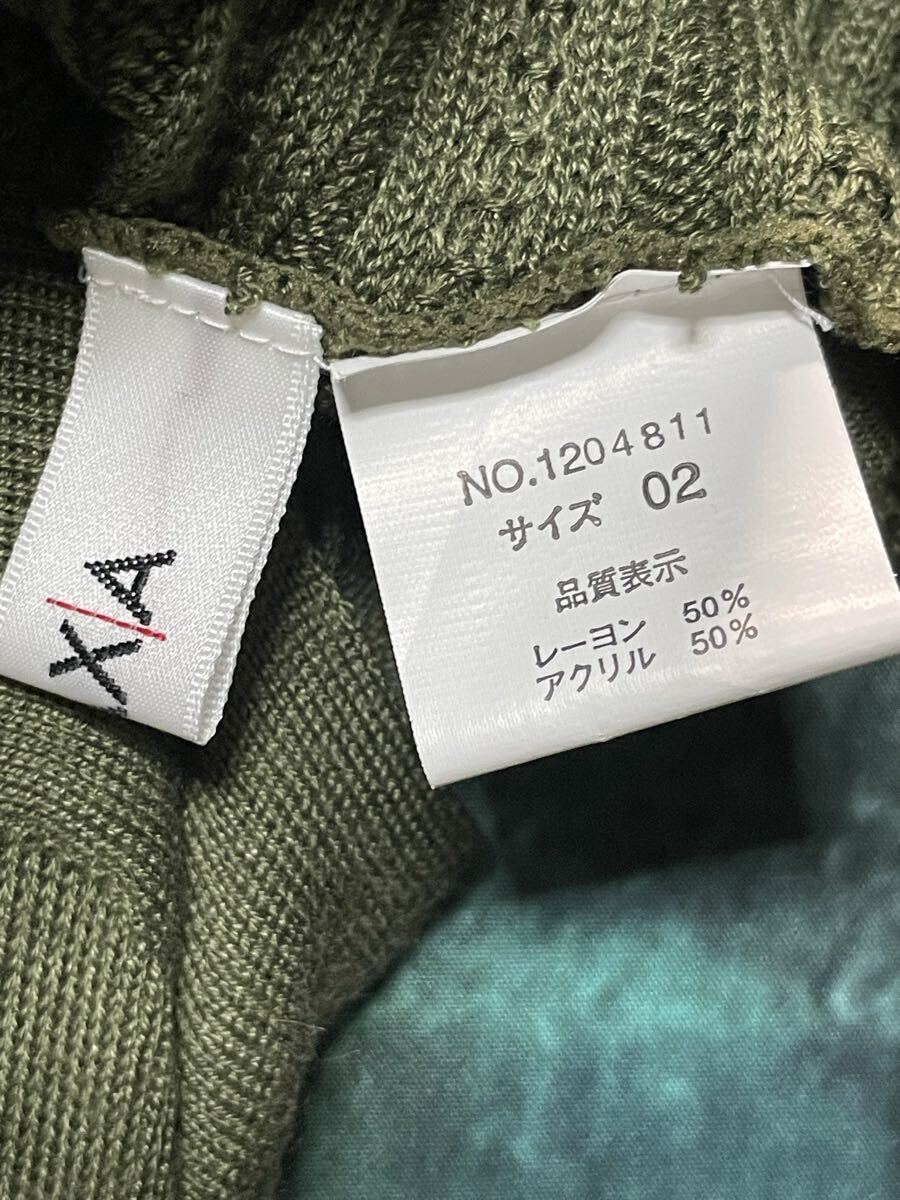 X|A
NO.1204811
サイズ 02
品質表示
レーヨン 50%
アクリル 50%